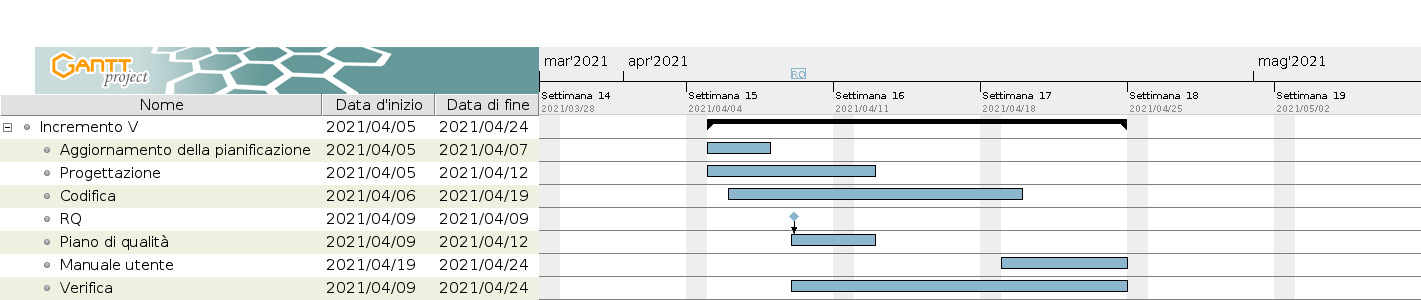 GANTT project
mar'2021 apr'2021 mag'2021
RQ
Settimana 14 Settimana 15 Settimana 16 Settimana 17 Settimana 18 Settimana 19
2021/03/28 2021/04/04 2021/04/11 2021/04/18 2021/04/25 2021/05/02
Nome Data d'inizio Data di fine
Incremento V 2021/04/05 2021/04/24
Aggiornamento della pianificazione 2021/04/05 2021/04/07
Progettazione 2021/04/05 2021/04/12
Codifica 2021/04/06 2021/04/19
RQ 2021/04/09 2021/04/09
Piano di qualità 2021/04/09 2021/04/12
Manuale utente 2021/04/19 2021/04/24
Verifica 2021/04/09 2021/04/24